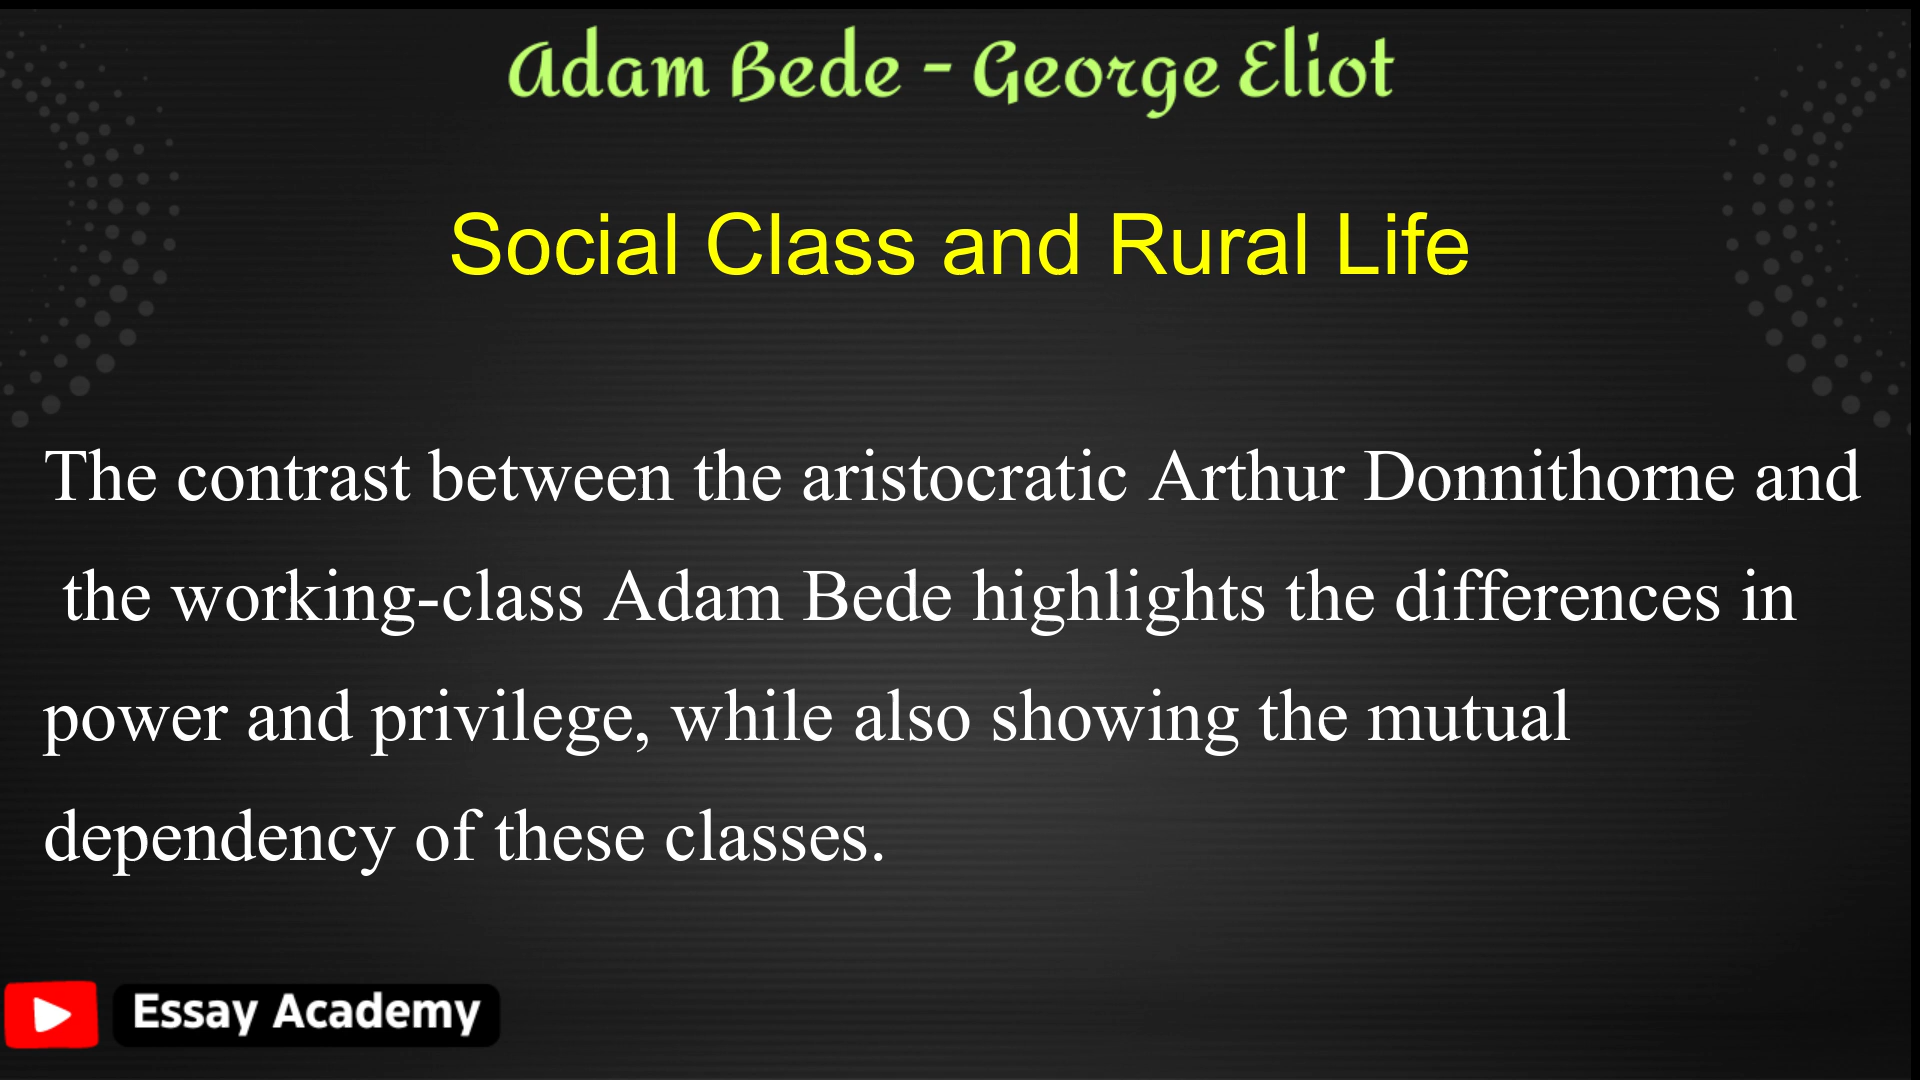 Adam Bede - George Eliot
Social Class and Rural Life
The contrast between the aristocratic Arthur Donnithorne and
the working-class Adam Bede highlights the differences in
power and privilege, while also showing the mutual
dependency of these classes.
Essay Academy